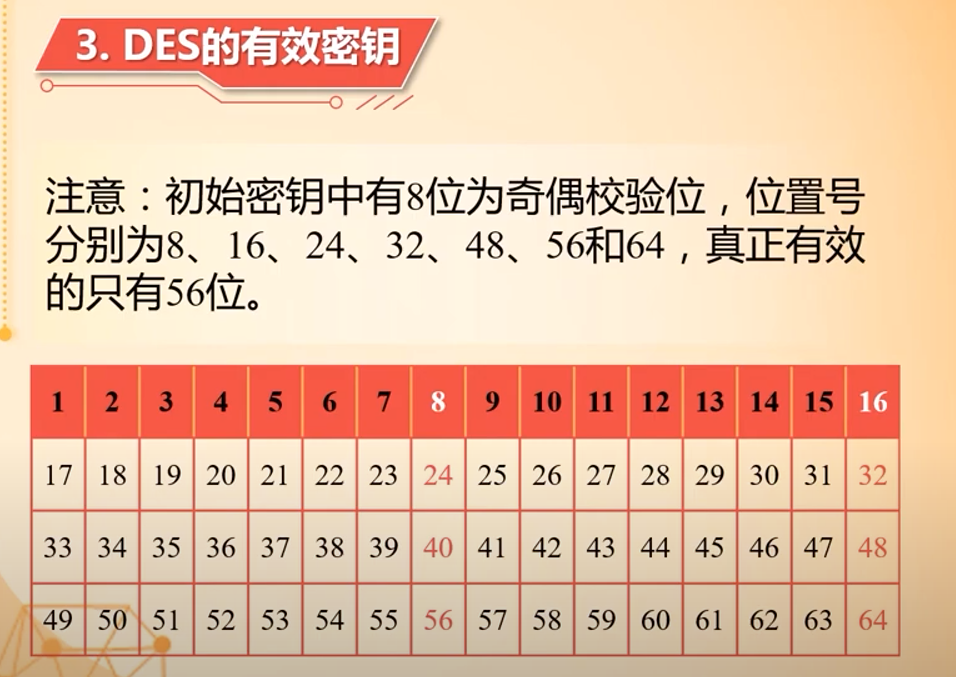 3. DES的有效密钥
注意：初始密钥中有8位为奇偶校验位，位置号
分别为8、16、24、32、48、56和64，真正有效
的只有56位。
1 2 3 4 5 6 7 8 9 10 11 12 13 14 15 16
17 18 19 20 21 22 23 24 25 26 27 28 29 30 31 32
33 34 35 36 37 38 39 40 41 42 43 44 45 46 47 48
49 50 51 52 53 54 55 56 57 58 59 60 61 62 63 64